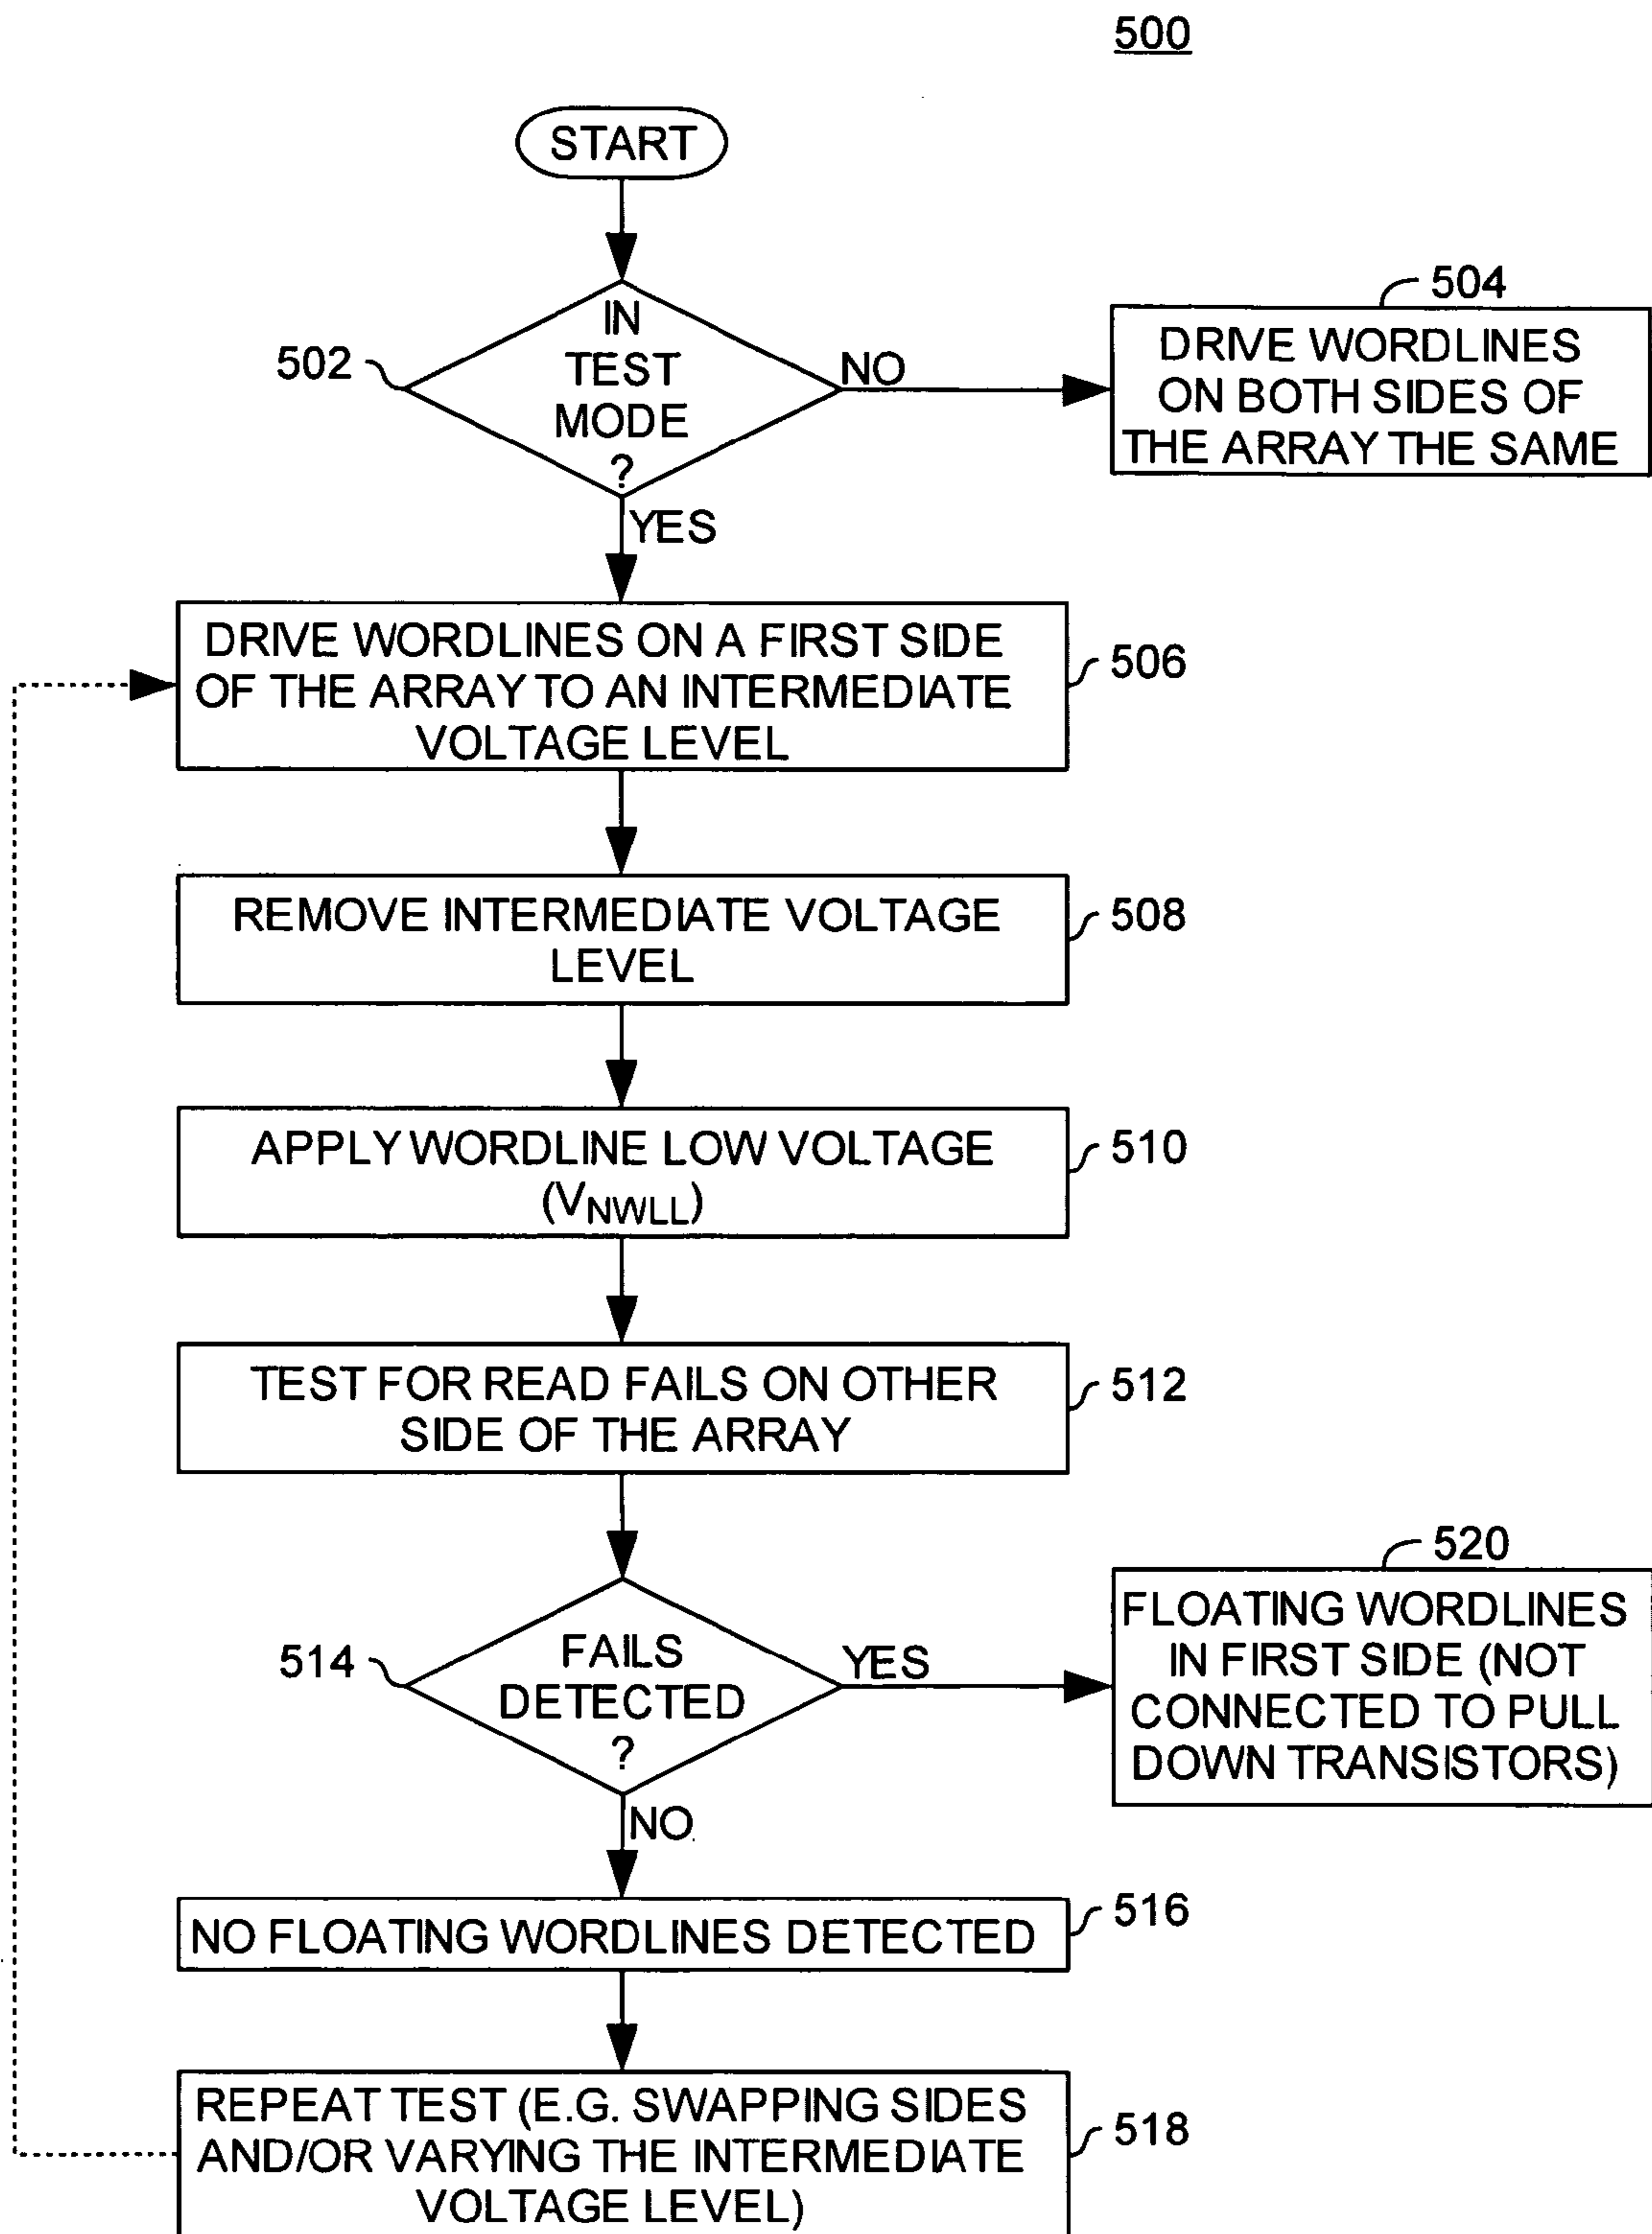 500
START
502
IN
TEST
MODE
?
NO
YES
504
DRIVE WORDLINES
ON BOTH SIDES OF
THE ARRAY THE SAME
DRIVE WORDLINES ON A FIRST SIDE
OF THE ARRAY TO AN INTERMEDIATE
VOLTAGE LEVEL
506
REMOVE INTERMEDIATE VOLTAGE
LEVEL
508
APPLY WORDLINE LOW VOLTAGE
(VNWLL)
510
TEST FOR READ FAILS ON OTHER
SIDE OF THE ARRAY
512
514
FAILS
DETECTED
?
YES
NO
520
FLOATING WORDLINES
IN FIRST SIDE (NOT
CONNECTED TO PULL
DOWN TRANSISTORS)
NO FLOATING WORDLINES DETECTED
516
REPEAT TEST (E.G. SWAPPING SIDES
AND/OR VARYING THE INTERMEDIATE
VOLTAGE LEVEL)
518